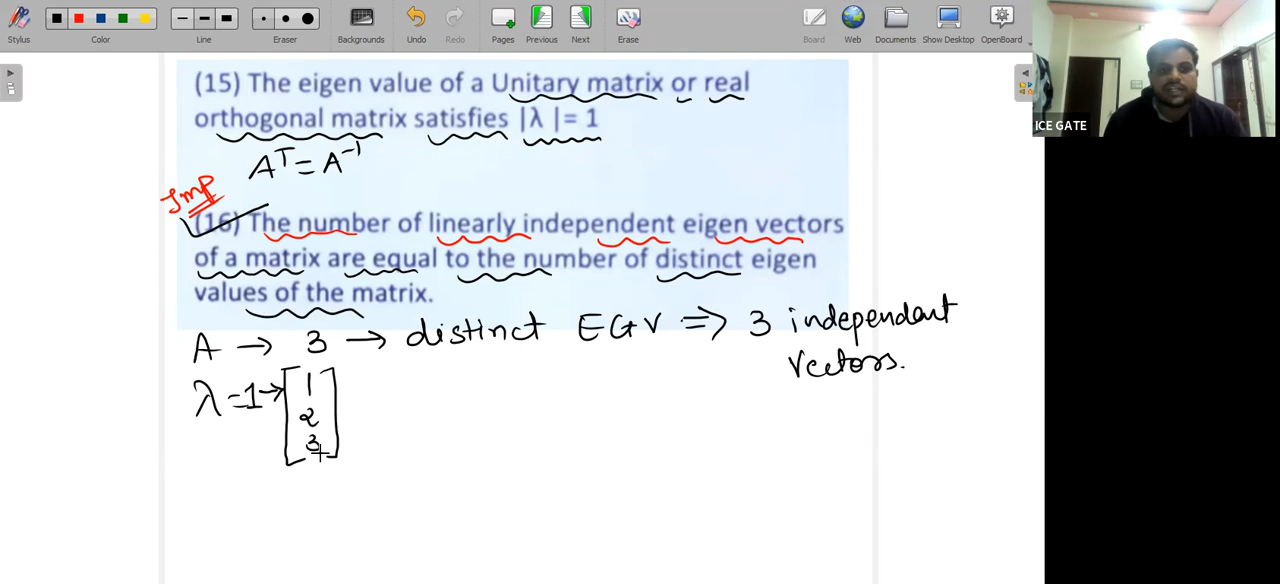 Stylus
Color
Line
Eraser
Backgrounds
Undo
Redo
Pages
Previous
Next
Erase
Board
Web
Documents
Show Desktop
OpenBoard
ICE GATE
(15) The eigen value of a Unitary matrix or real
orthogonal matrix satisfies |λ |= 1
Aᵀ = A⁻¹
Imp
(16) The number of linearly independent eigen vectors
of a matrix are equal to the number of distinct eigen
values of the matrix.
A → 3 → distinct EGV ⇒ 3 independant
vectors.
λ = 1 → [ 1
2
3 ]